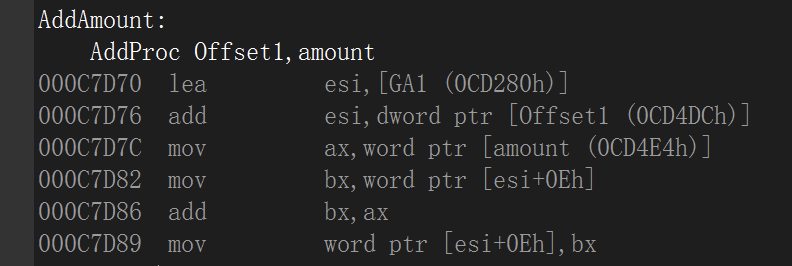 AddAmount:
AddProc Offset1,amount
000C7D70 lea esi,[GA1 (0CD280h)]
000C7D76 add esi,dword ptr [Offset1 (0CD4DCh)]
000C7D7C mov ax,word ptr [amount (0CD4E4h)]
000C7D82 mov bx,word ptr [esi+0Eh]
000C7D86 add bx,ax
000C7D89 mov word ptr [esi+0Eh],bx